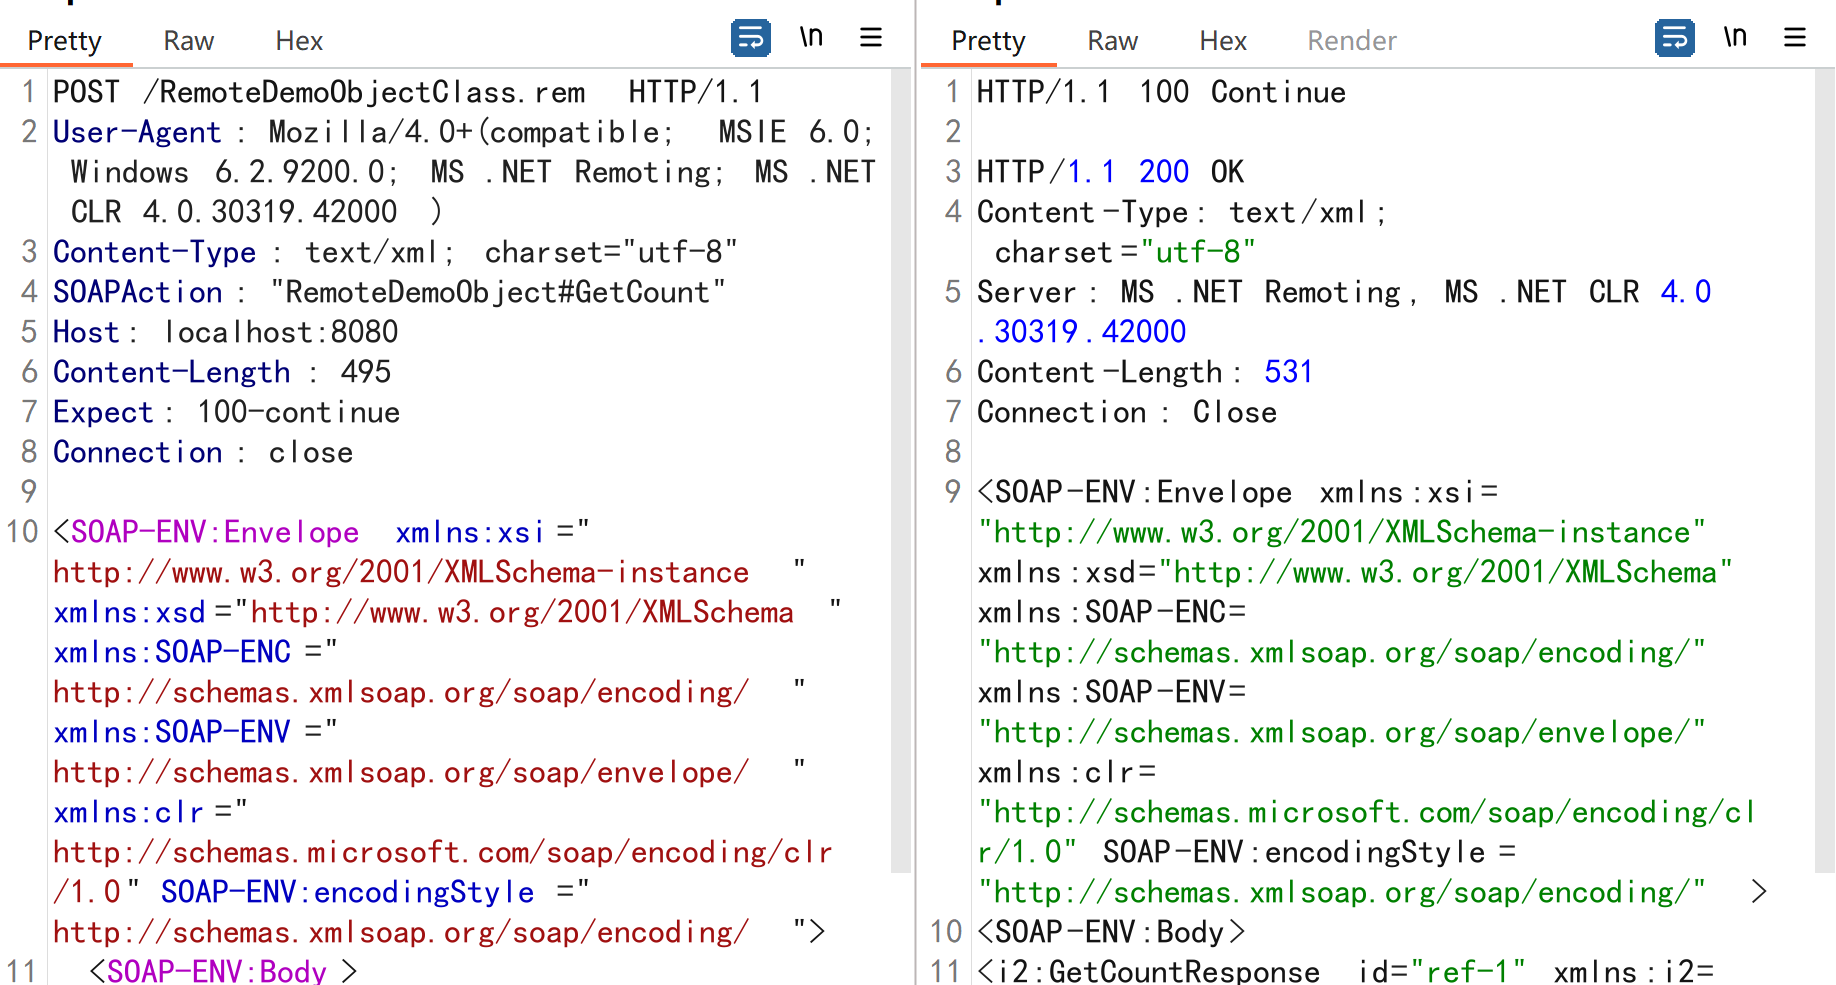 Pretty Raw Hex \n
1 POST /RemoteDemoObjectClass.rem HTTP/1.1
2 User-Agent : Mozilla/4.0+(compatible; MSIE 6.0;
Windows 6.2.9200.0; MS .NET Remoting; MS .NET
CLR 4.0.30319.42000 )
3 Content-Type : text/xml; charset="utf-8"
4 SOAPAction : "RemoteDemoObject#GetCount"
5 Host : localhost:8080
6 Content-Length : 495
7 Expect : 100-continue
8 Connection : close
9
10 <SOAP-ENV:Envelope xmlns:xsi ="
http://www.w3.org/2001/XMLSchema-instance "
xmlns:xsd ="http://www.w3.org/2001/XMLSchema "
xmlns:SOAP-ENC ="
http://schemas.xmlsoap.org/soap/encoding/ "
xmlns:SOAP-ENV ="
http://schemas.xmlsoap.org/soap/envelope/ "
xmlns:clr ="
http://schemas.microsoft.com/soap/encoding/clr
/1.0" SOAP-ENV:encodingStyle ="
http://schemas.xmlsoap.org/soap/encoding/ ">
11 <SOAP-ENV:Body >
Pretty Raw Hex Render \n
1 HTTP/1.1 100 Continue
2
3 HTTP/1.1 200 OK
4 Content-Type: text/xml;
charset="utf-8"
5 Server: MS .NET Remoting, MS .NET CLR 4.0
.30319.42000
6 Content-Length: 531
7 Connection: Close
8
9 <SOAP-ENV:Envelope xmlns:xsi=
"http://www.w3.org/2001/XMLSchema-instance"
xmlns:xsd="http://www.w3.org/2001/XMLSchema"
xmlns:SOAP-ENC=
"http://schemas.xmlsoap.org/soap/encoding/"
xmlns:SOAP-ENV=
"http://schemas.xmlsoap.org/soap/envelope/"
xmlns:clr=
"http://schemas.microsoft.com/soap/encoding/cl
r/1.0" SOAP-ENV:encodingStyle=
"http://schemas.xmlsoap.org/soap/encoding/" >
10 <SOAP-ENV:Body>
11 <i2:GetCountResponse id="ref-1" xmlns:i2=